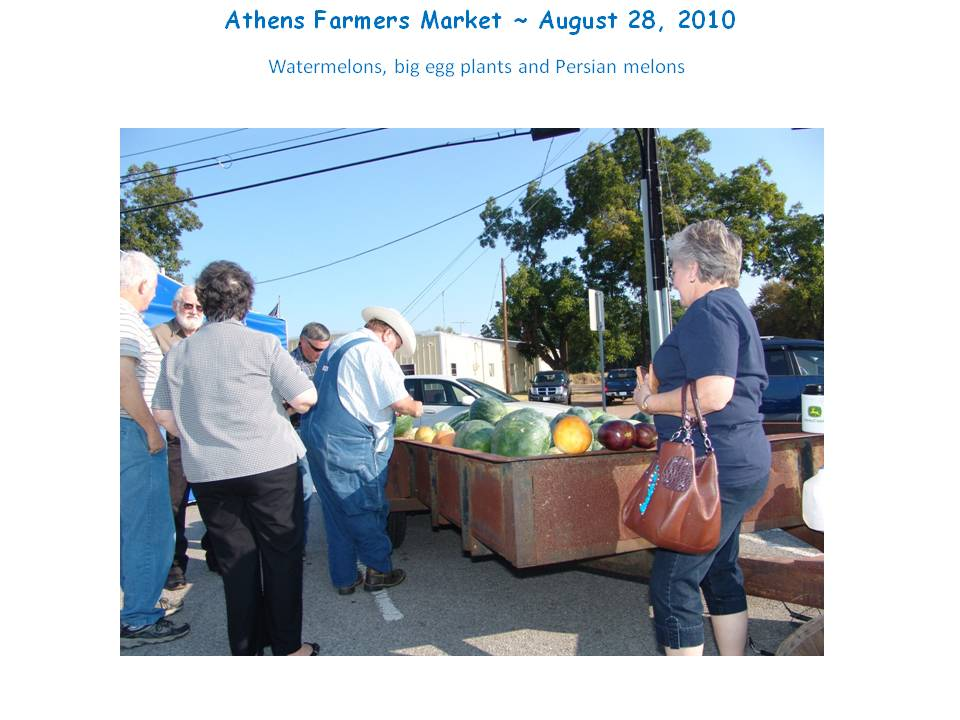 Athens Farmers Market ~ August 28, 2010
Watermelons, big egg plants and Persian melons